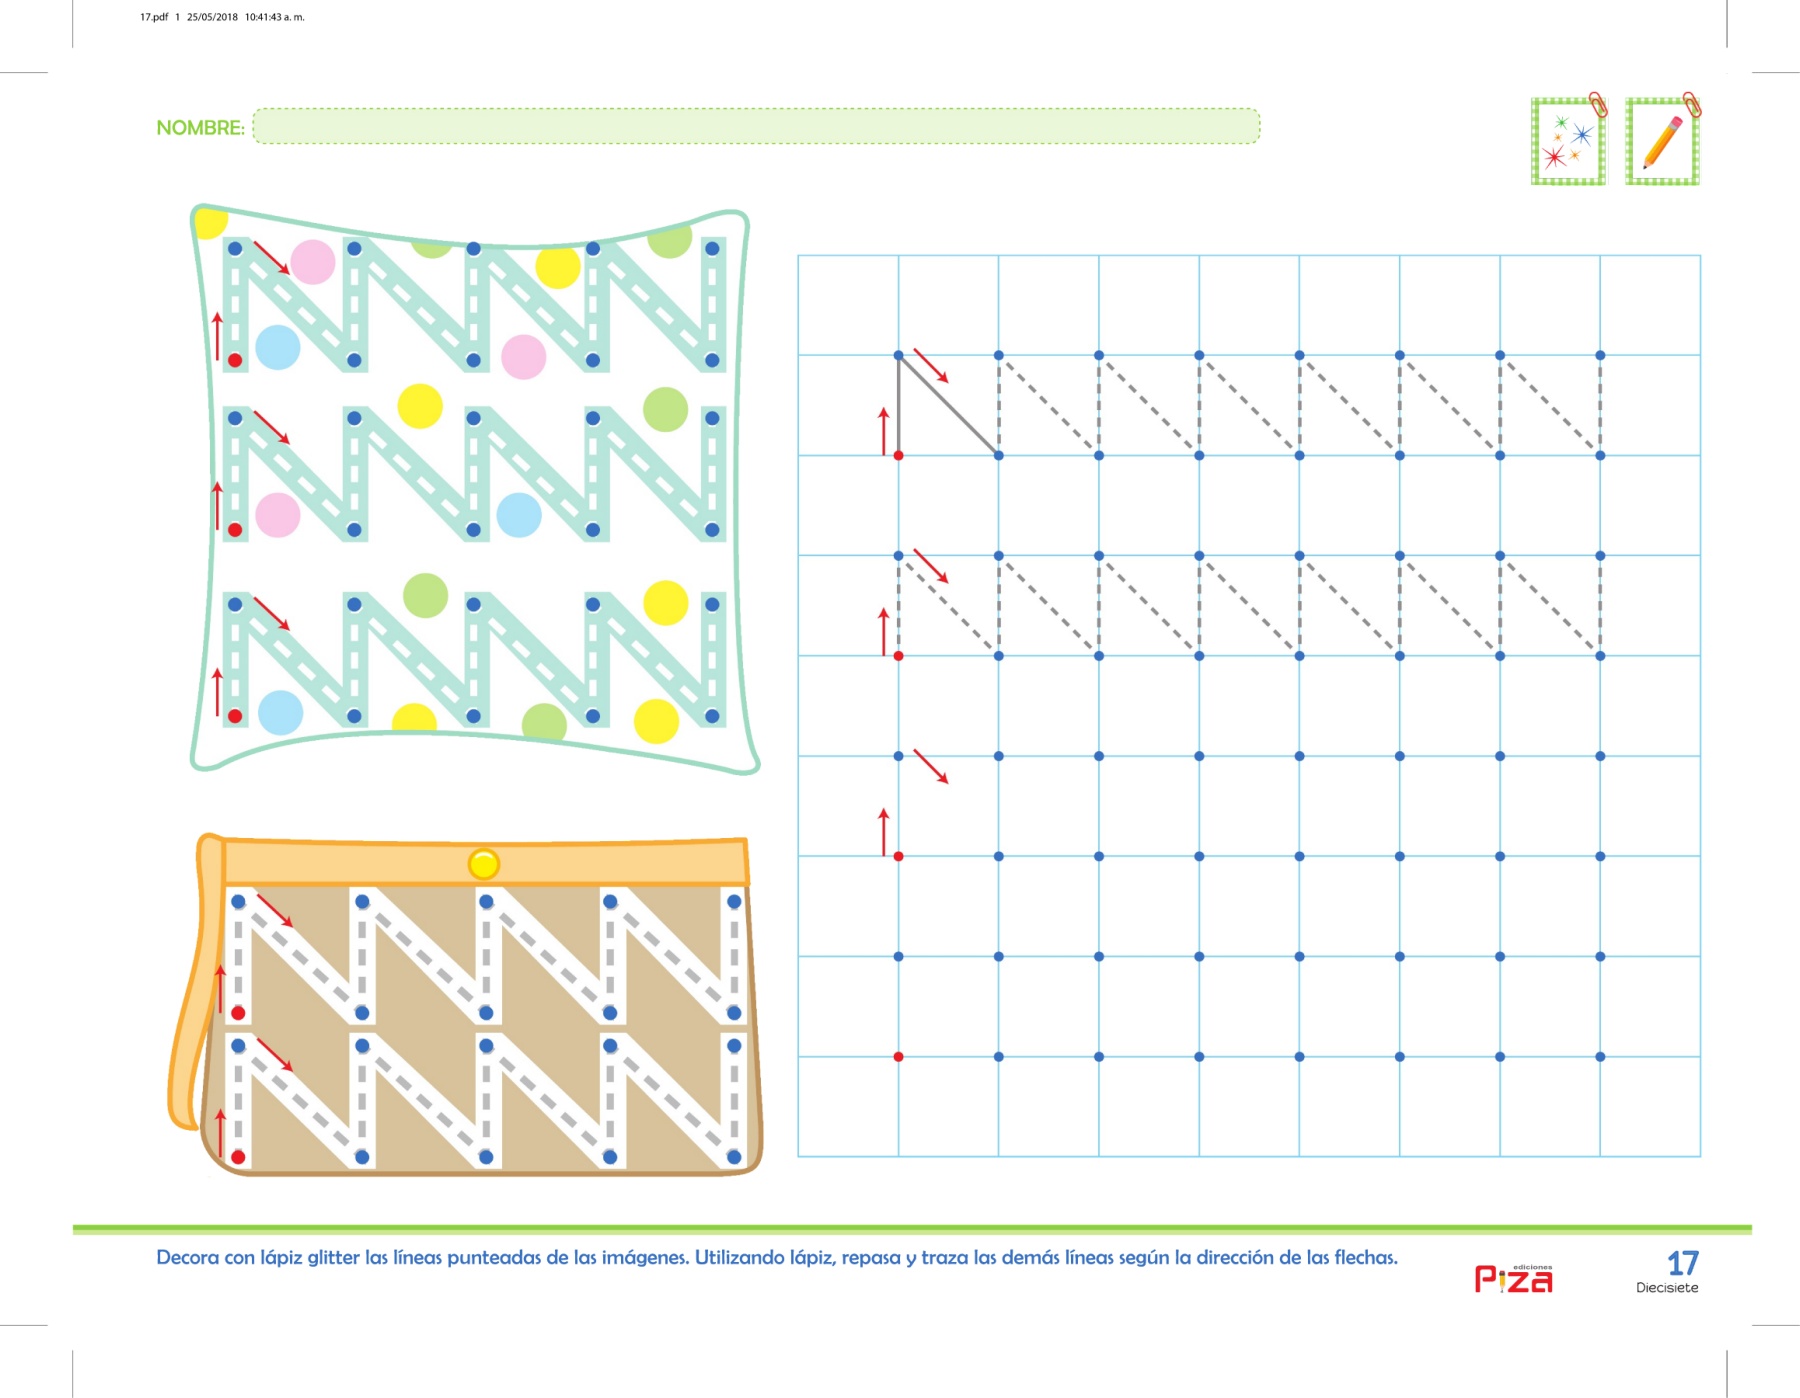 17.pdf 1 25/05/2018 10:41:43 a. m.
NOMBRE:
Decora con lápiz glitter las líneas punteadas de las imágenes. Utilizando lápiz, repasa y traza las demás líneas según la dirección de las flechas.
ediciones
Piza
17
Diecisiete